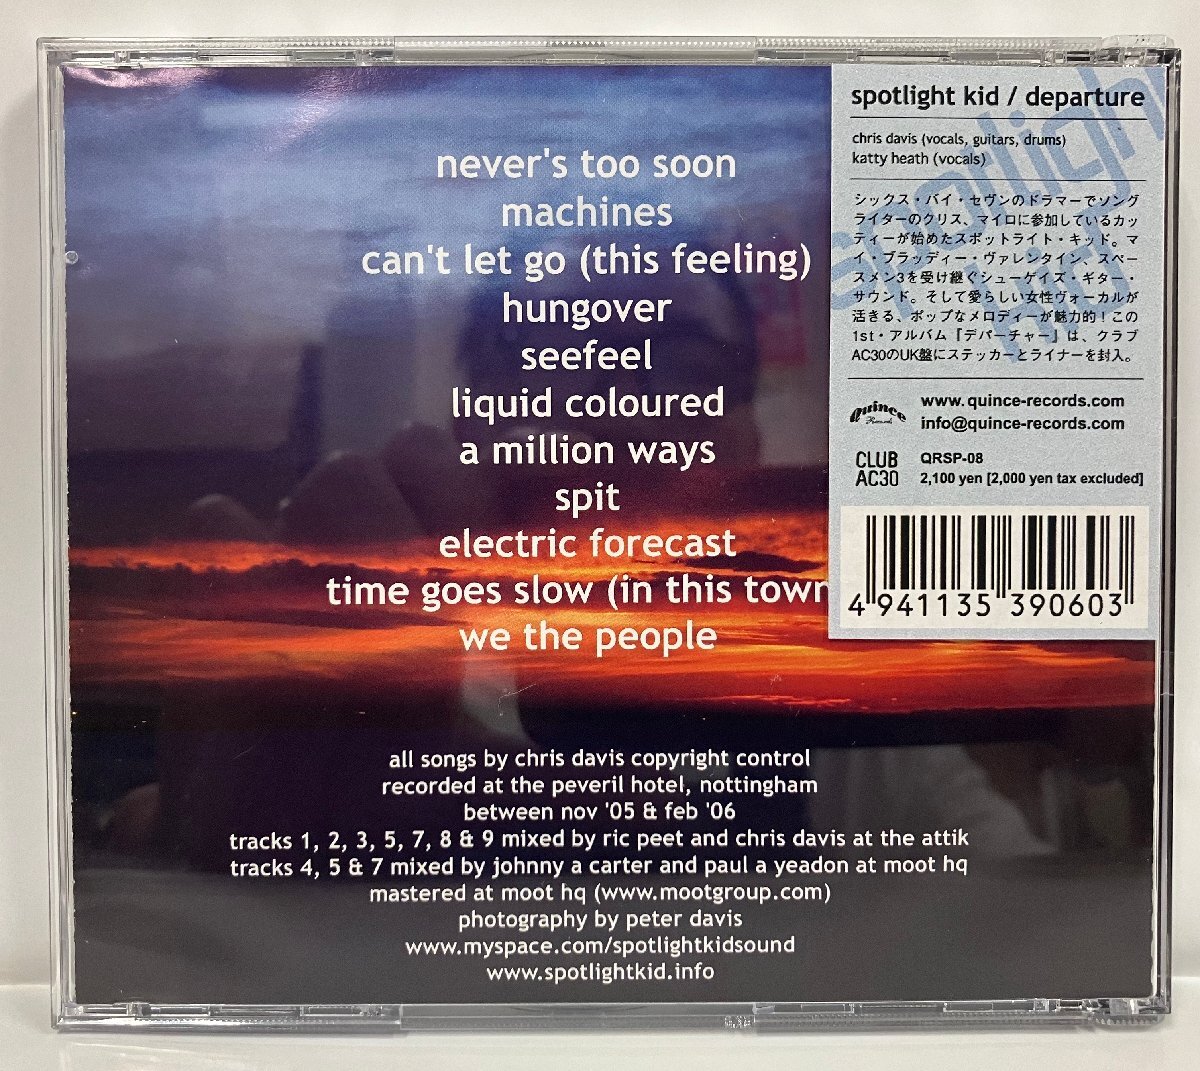 never's too soon
machines
can't let go (this feeling)
hungover
seefeel
liquid coloured
a million ways
spit
electric forecast
time goes slow (in this town
we the people
all songs by chris davis copyright control
recorded at the peveril hotel, nottingham
between nov '05 & feb '06
tracks 1, 2, 3, 5, 7, 8 & 9 mixed by ric peet and chris davis at the attik
tracks 4, 5 & 7 mixed by johnny a carter and paul a yeadon at moot hq
mastered at moot hq (www.mootgroup.com)
photography by peter davis
www.myspace.com/spotlightkidsound
www.spotlightkid.info
spotlight kid / departure
chris davis (vocals, guitars, drums)
katty heath (vocals)
シックス・バイ・セヴンのドラマーでソング
ライターのクリス、マイロに参加しているカッ
ティーが始めたスポットライト・キッド。マ
イ・ブラッディー・ヴァレンタイン、スペー
スメン3を受け継ぐシューゲイズ・ギター・
サウンド。そして愛らしい女性ヴォーカルが
活きる、ポップなメロディーが魅力的！この
1st・アルバム『デパーチャー』は、クラブ
AC30のUK盤にステッカーとライナーを封入。
quince
Records
www.quince-records.com
info@quince-records.com
CLUB
AC30
QRSP-08
2,100 yen [2,000 yen tax excluded]
4 941135 390603
spotlight
kid